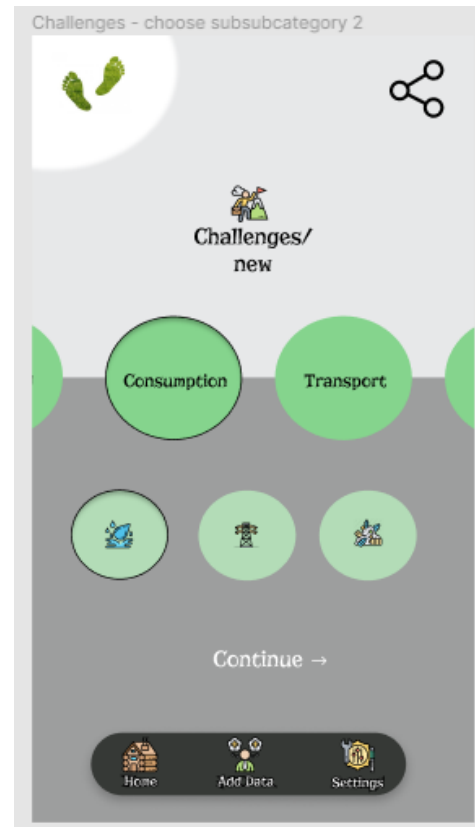 Challenges - choose subsubcategory 2
Challenges/
new
Consumption
Transport
Continue →
Home
Add Data
Settings